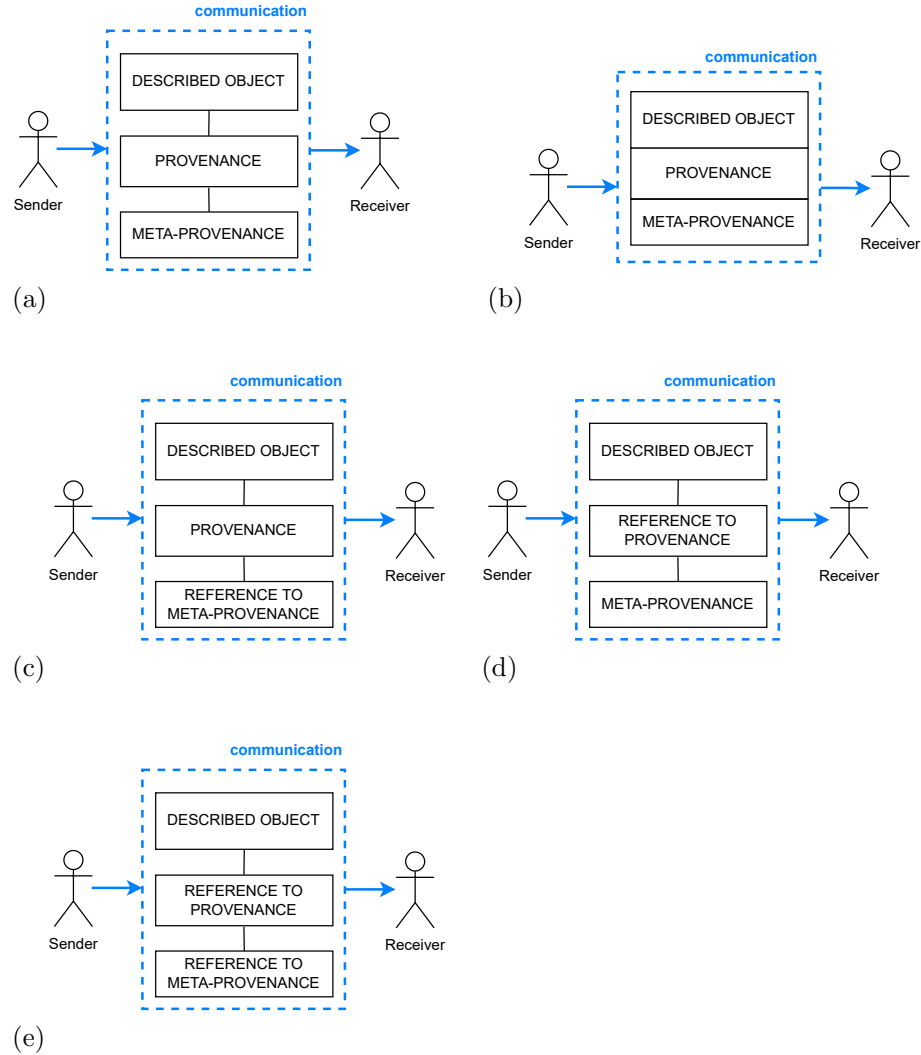 communication
DESCRIBED OBJECT
PROVENANCE
META-PROVENANCE
Sender
Receiver
(a)
communication
DESCRIBED OBJECT
PROVENANCE
META-PROVENANCE
Sender
Receiver
(b)
communication
DESCRIBED OBJECT
PROVENANCE
REFERENCE TO
META-PROVENANCE
Sender
Receiver
(c)
communication
DESCRIBED OBJECT
REFERENCE TO
PROVENANCE
META-PROVENANCE
Sender
Receiver
(d)
communication
DESCRIBED OBJECT
REFERENCE TO
PROVENANCE
REFERENCE TO
META-PROVENANCE
Sender
Receiver
(e)